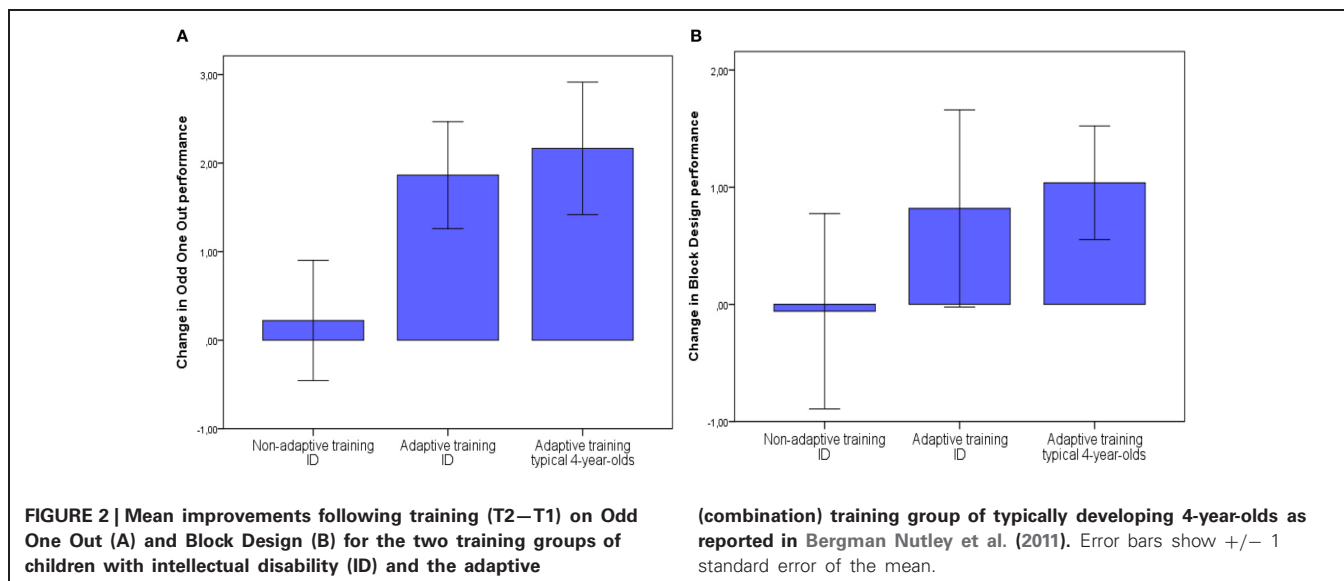 A
Change in Odd One Out performance
3,00
2,00
1,00
,00
-1,00
Non-adaptive training
ID
Adaptive training
ID
Adaptive training
typical 4-year-olds
B
Change in Block Design performance
2,00
1,00
,00
-1,00
Non-adaptive training
ID
Adaptive training
ID
Adaptive training
typical 4-year-olds
FIGURE 2 | Mean improvements following training (T2—T1) on Odd
One Out (A) and Block Design (B) for the two training groups of
children with intellectual disability (ID) and the adaptive
(combination) training group of typically developing 4-year-olds as
reported in Bergman Nutley et al. (2011). Error bars show +/− 1
standard error of the mean.